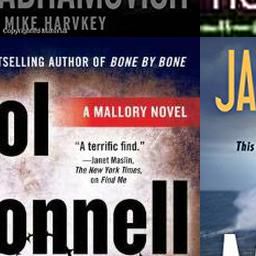 MIKE HARVKEY
TSELLING AUTHOR OF BONE BY BONE
ol
A MALLORY NOVEL
"A terrific find."
—Janet Maslin,
The New York Times,
on Find Me
onnell
JA
This